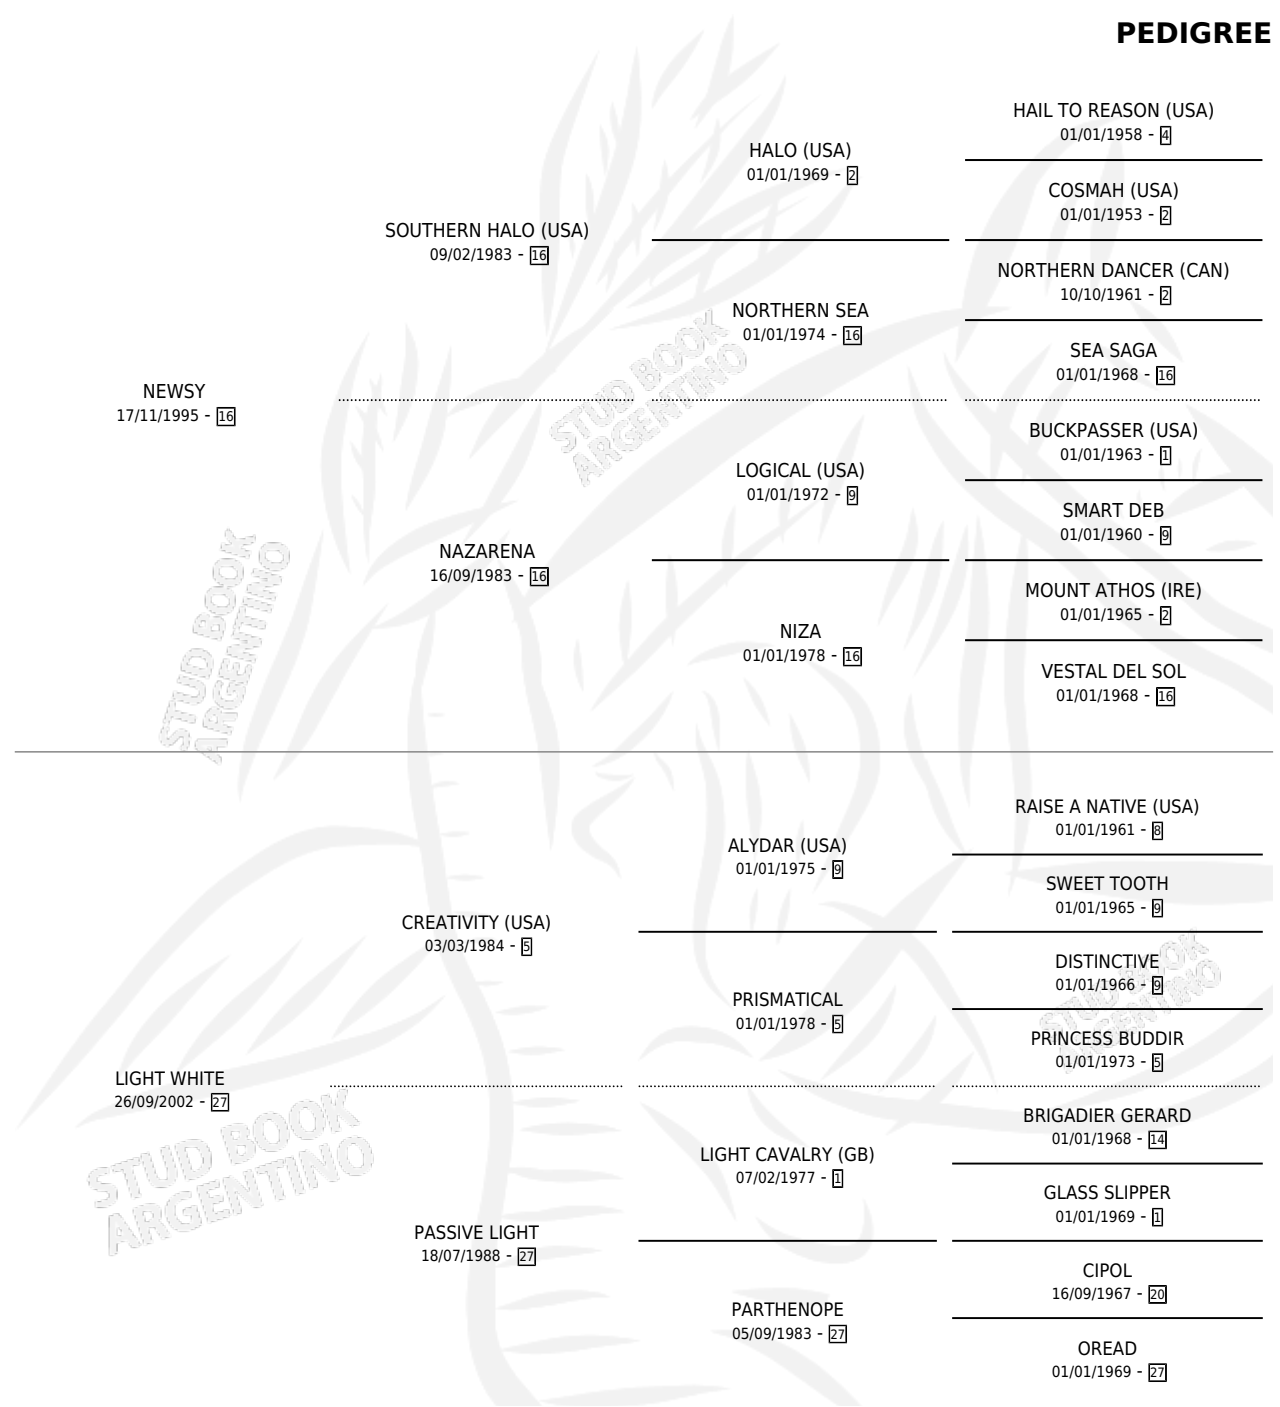 PEDIGREE
HAIL TO REASON (USA)
01/01/1958 - 4
HALO (USA)
01/01/1969 - 2
COSMAH (USA)
01/01/1953 - 2
SOUTHERN HALO (USA)
09/02/1983 - 16
NORTHERN DANCER (CAN)
10/10/1961 - 2
NORTHERN SEA
01/01/1974 - 16
SEA SAGA
01/01/1968 - 16
NEWSY
17/11/1995 - 16
BUCKPASSER (USA)
01/01/1963 - 1
LOGICAL (USA)
01/01/1972 - 9
SMART DEB
01/01/1960 - 9
NAZARENA
16/09/1983 - 16
MOUNT ATHOS (IRE)
01/01/1965 - 2
NIZA
01/01/1978 - 16
VESTAL DEL SOL
01/01/1968 - 16
RAISE A NATIVE (USA)
01/01/1961 - 8
ALYDAR (USA)
01/01/1975 - 9
SWEET TOOTH
01/01/1965 - 9
CREATIVITY (USA)
03/03/1984 - 5
DISTINCTIVE
01/01/1966 - 9
PRISMATICAL
01/01/1978 - 5
PRINCESS BUDDIR
01/01/1973 - 5
LIGHT WHITE
26/09/2002 - 27
BRIGADIER GERARD
01/01/1968 - 14
LIGHT CAVALRY (GB)
07/02/1977 - 1
GLASS SLIPPER
01/01/1969 - 1
PASSIVE LIGHT
18/07/1988 - 27
CIPOL
16/09/1967 - 20
PARTHENOPE
05/09/1983 - 27
OREAD
01/01/1969 - 27
STUD BOOK
ARGENTINO
STUD BOOK
ARGENTINO
STUD BOOK
ARGENTINO
STUD BOOK
ARGENTINO